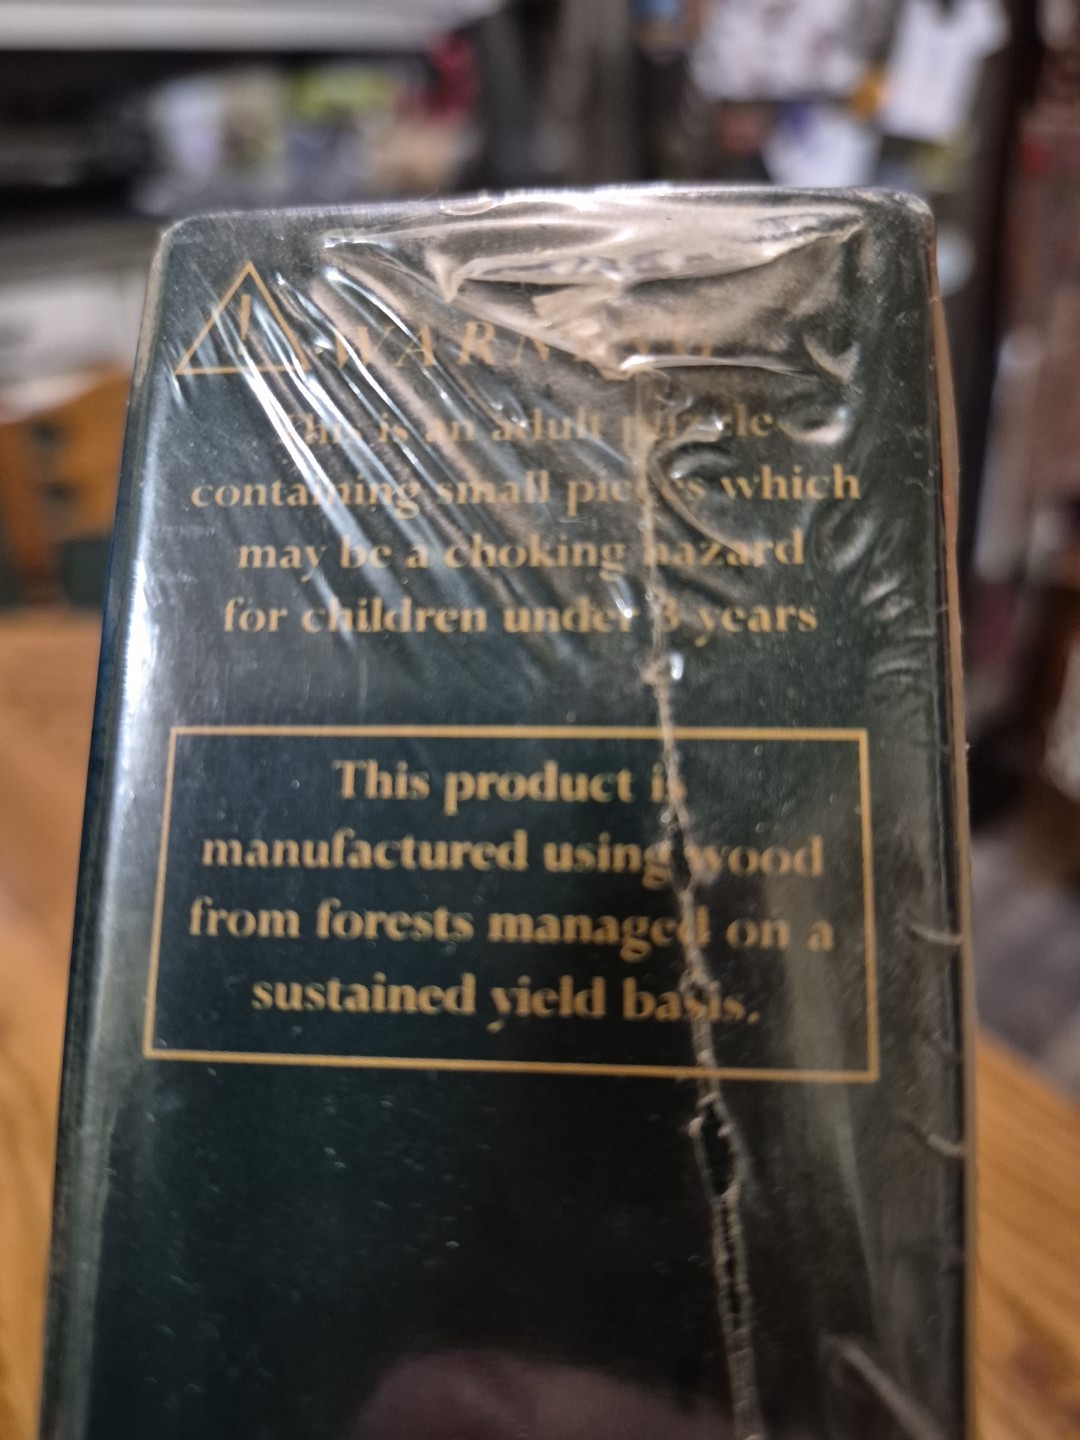 WARNING
This is an adult puzzle
containing small pieces which
may be a choking hazard
for children under 3 years
This product is
manufactured using wood
from forests managed on a
sustained yield basis.